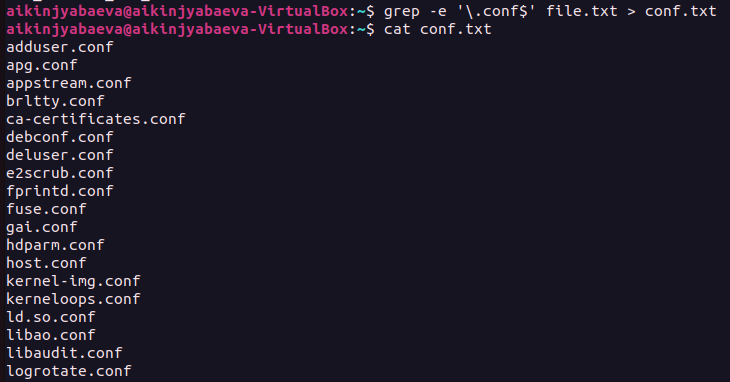 aikinjyabaeva@aikinjyabaeva-VirtualBox:~$ grep -e '\.conf$' file.txt > conf.txt
aikinjyabaeva@aikinjyabaeva-VirtualBox:~$ cat conf.txt
adduser.conf
apg.conf
appstream.conf
brltty.conf
ca-certificates.conf
debconf.conf
deluser.conf
e2scrub.conf
fprintd.conf
fuse.conf
gai.conf
hdparm.conf
host.conf
kernel-img.conf
kerneloops.conf
ld.so.conf
libao.conf
libaudit.conf
logrotate.conf